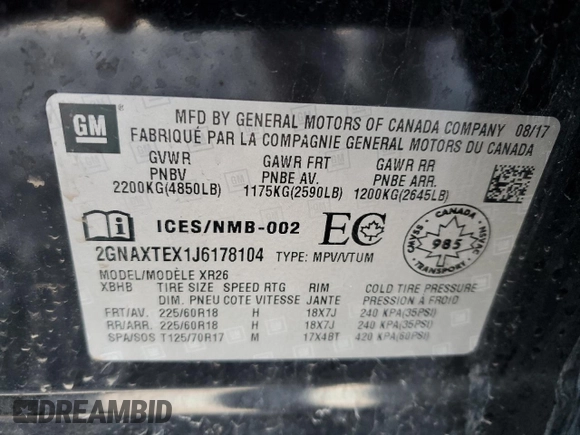 GM
MFD BY GENERAL MOTORS OF CANADA COMPANY 08/17
FABRIQUÉ PAR LA COMPAGNIE GENERAL MOTORS DU CANADA
GVWR GAWR FRT GAWR RR
PNBV PNBE AV. PNBE ARR.
2200KG(4850LB) 1175KG(2590LB) 1200KG(2645LB)
ICES/NMB-002 EC
CANADA
CMVSS 985 NSVAC
TRANSPORT
2GNAXTEX1J6178104 TYPE: MPV/VTUM
MODEL/MODÈLE XR26
XBHB TIRE SIZE SPEED RTG RIM COLD TIRE PRESSURE
DIM. PNEU COTE VITESSE JANTE PRESSION À FROID
FRT/AV. 225/60R18 H 18X7J 240 KPA(35PSI)
RR/ARR. 225/60R18 H 18X7J 240 KPA(35PSI)
SPA/SOS T125/70R17 M 17X4BT 420 KPA(60PSI)
DREAMBID